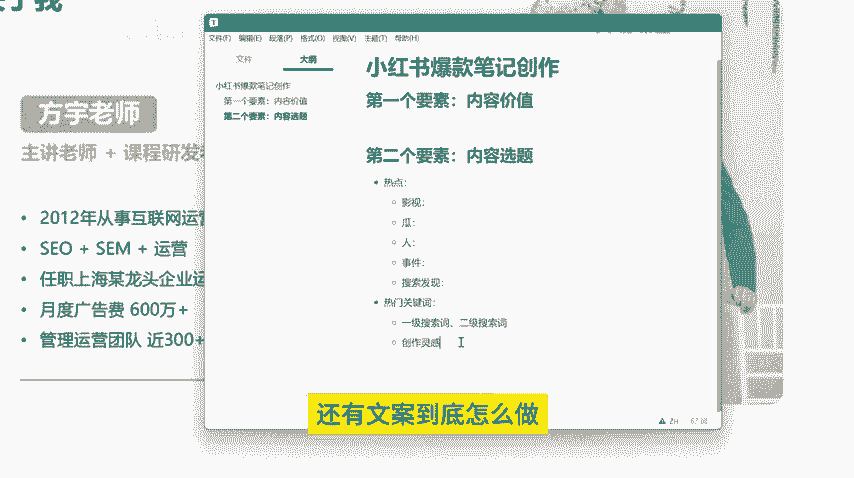 于我
方宇老师
主讲老师 + 课程研发
2012年从事互联网运营
SEO + SEM + 运营
任职上海某龙头企业运
月度广告费 600万+
管理运营团队 近300+
T
文件(F) 编辑(E) 段落(P) 格式(O) 视图(V) 主题(T) 帮助(H)
文件 大纲
小红书爆款笔记创作
第一个要素：内容价值
第二个要素：内容选题
小红书爆款笔记创作
第一个要素：内容价值
第二个要素：内容选题
热点：
影视：
瓜：
人：
事件：
搜索发现：
热门关键词：
一级搜索词、二级搜索词
创作灵感
ZH 67 词
还有文案到底怎么做